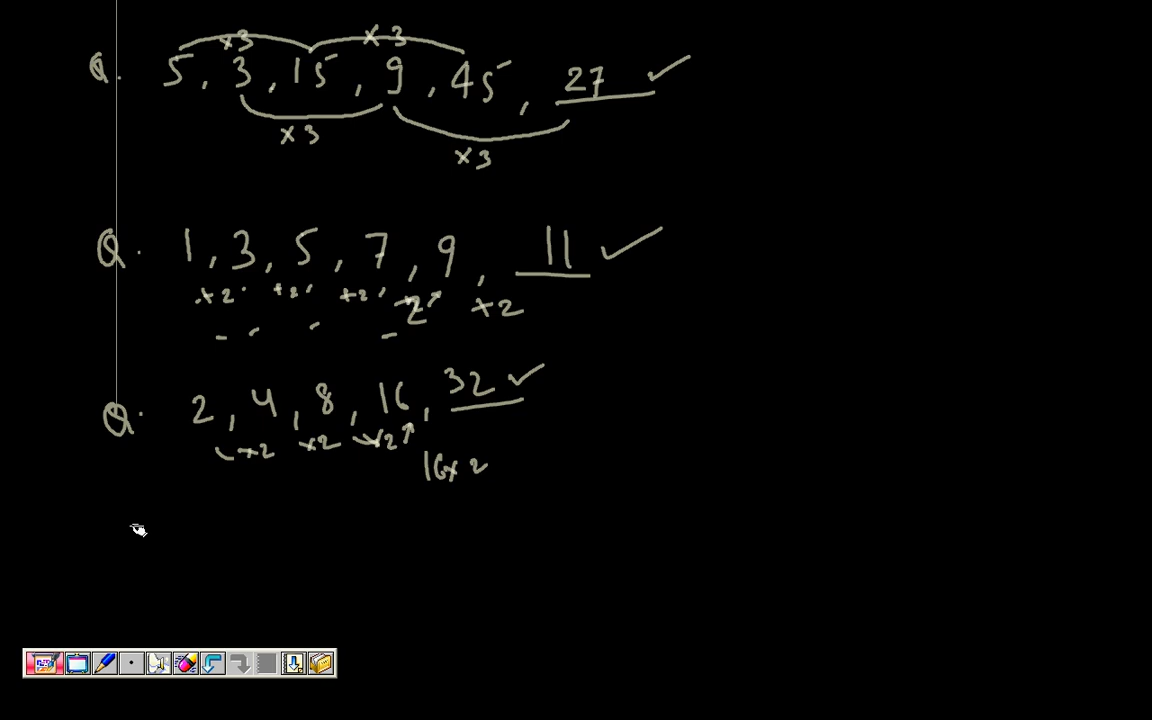 ×3 ×3
Q. 5, 3, 15, 9, 45, 27 ✓
×3 ×3
Q. 1, 3, 5, 7, 9, 11 ✓
+2 +2 +2 +2 +2
Q. 2, 4, 8, 16, 32 ✓
×2 ×2 ×2
16×2